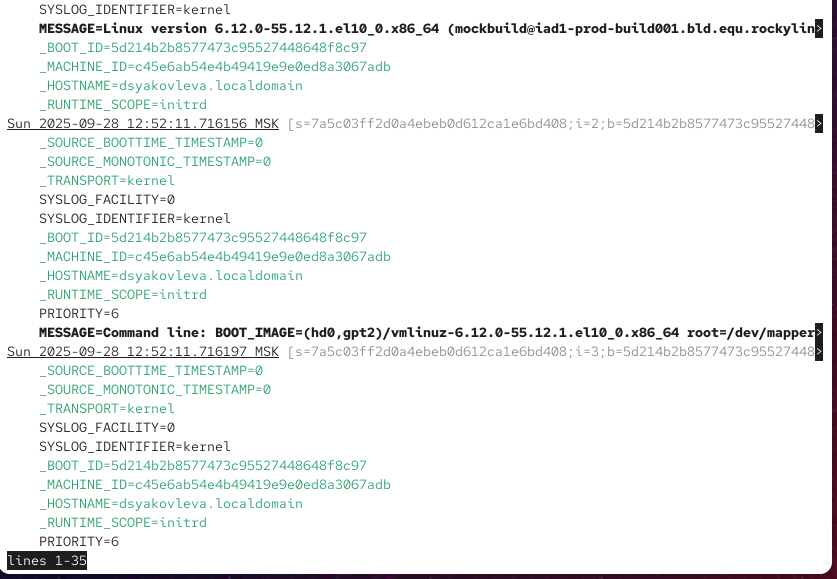 SYSLOG_IDENTIFIER=kernel
MESSAGE=Linux version 6.12.0-55.12.1.el10_0.x86_64 (mockbuild@iad1-prod-build001.bld.equ.rockylin>
_BOOT_ID=5d214b2b8577473c95527448648f8c97
_MACHINE_ID=c45e6ab54e4b49419e9e0ed8a3067adb
_HOSTNAME=dsyakovleva.localdomain
_RUNTIME_SCOPE=initrd
Sun 2025-09-28 12:52:11.716156 MSK [s=7a5c03ff2d0a4ebeb0d612ca1e6bd408;i=2;b=5d214b2b8577473c95527448>
_SOURCE_BOOTTIME_TIMESTAMP=0
_SOURCE_MONOTONIC_TIMESTAMP=0
_TRANSPORT=kernel
SYSLOG_FACILITY=0
SYSLOG_IDENTIFIER=kernel
_BOOT_ID=5d214b2b8577473c95527448648f8c97
_MACHINE_ID=c45e6ab54e4b49419e9e0ed8a3067adb
_HOSTNAME=dsyakovleva.localdomain
_RUNTIME_SCOPE=initrd
PRIORITY=6
MESSAGE=Command line: BOOT_IMAGE=(hd0,gpt2)/vmlinuz-6.12.0-55.12.1.el10_0.x86_64 root=/dev/mapper>
Sun 2025-09-28 12:52:11.716197 MSK [s=7a5c03ff2d0a4ebeb0d612ca1e6bd408;i=3;b=5d214b2b8577473c95527448>
_SOURCE_BOOTTIME_TIMESTAMP=0
_SOURCE_MONOTONIC_TIMESTAMP=0
_TRANSPORT=kernel
SYSLOG_FACILITY=0
SYSLOG_IDENTIFIER=kernel
_BOOT_ID=5d214b2b8577473c95527448648f8c97
_MACHINE_ID=c45e6ab54e4b49419e9e0ed8a3067adb
_HOSTNAME=dsyakovleva.localdomain
_RUNTIME_SCOPE=initrd
PRIORITY=6
lines 1-35